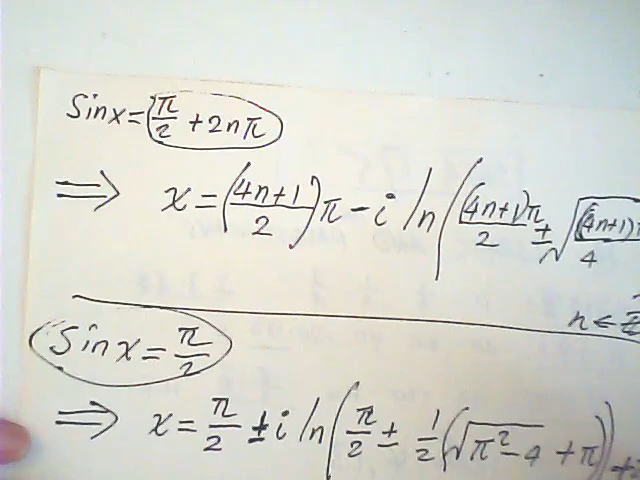 Sinx = π/2 + 2nπ
⟹ x = ((4n+1)/2)π - i ln((4n+1)π/2 ± √((4n+1)π/4
n ∈ Z
Sinx = π/2
⟹ x = π/2 ± i ln(π/2 ± 1/2(√(π²-4) + π)) +